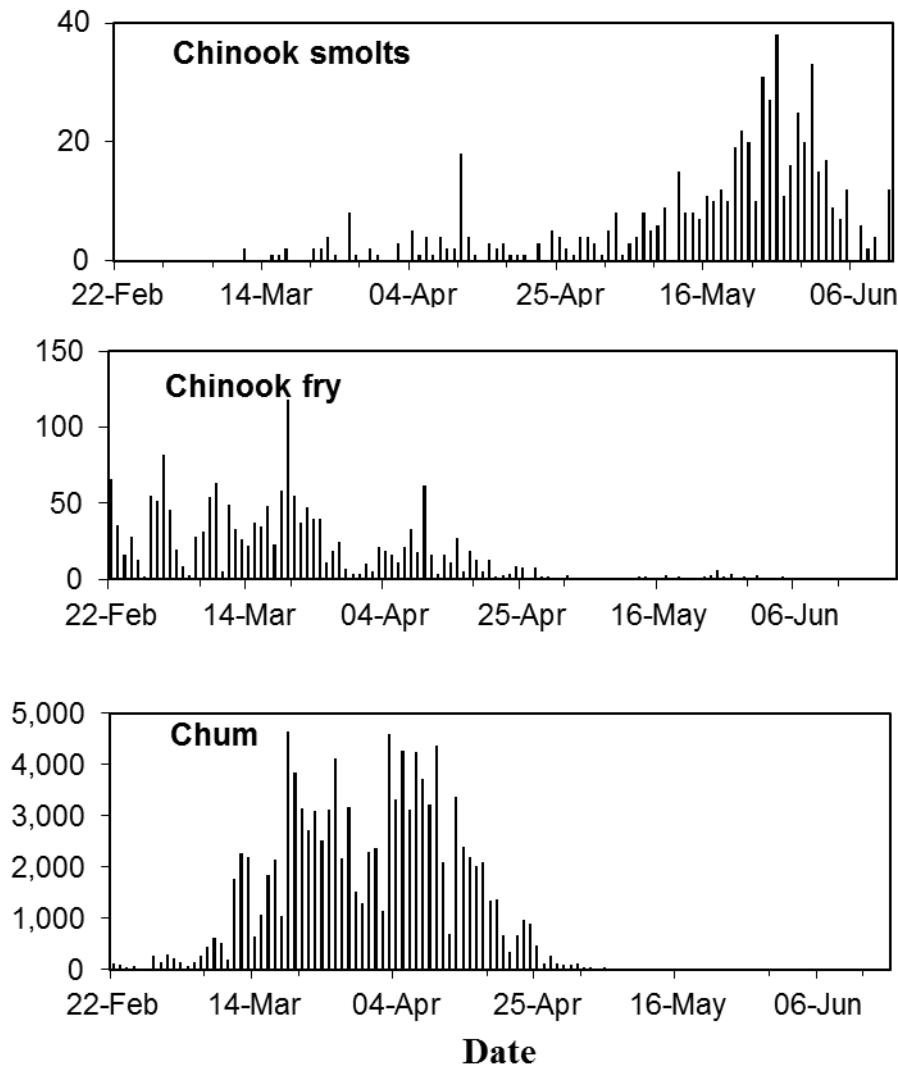 40
Chinook smolts
20
0
22-Feb 14-Mar 04-Apr 25-Apr 16-May 06-Jun
150
Chinook fry
100
50
0
22-Feb 14-Mar 04-Apr 25-Apr 16-May 06-Jun
5,000
Chum
4,000
3,000
2,000
1,000
0
22-Feb 14-Mar 04-Apr 25-Apr 16-May 06-Jun
Date